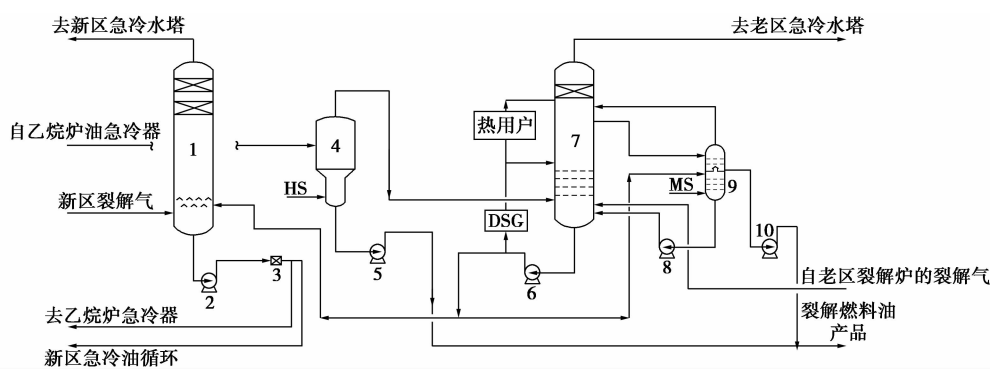 去新区急冷水塔
去老区急冷水塔
热用户
自乙烷炉油急冷器
1
4
7
HS
MS
9
新区裂解气
DSG
10
5
8
2
3
6
自老区裂解炉的裂解气
去乙烷炉急冷器
裂解燃料油
产品
新区急冷油循环